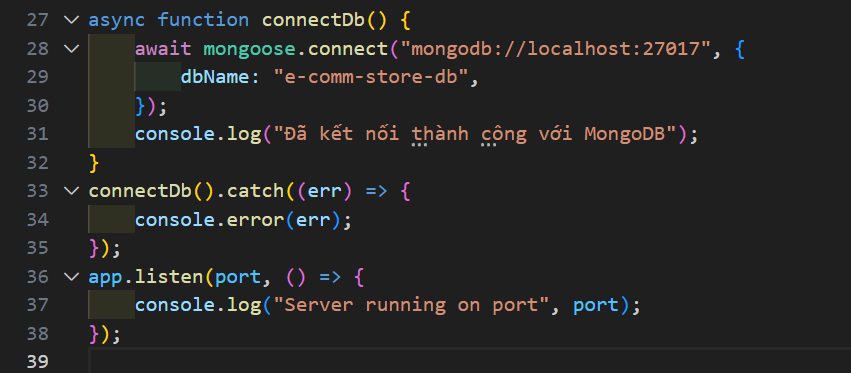 27 async function connectDb() {
28 await mongoose.connect("mongodb://localhost:27017", {
29 dbName: "e-comm-store-db",
30 });
31 console.log("Đã kết nối thành công với MongoDB");
32 }
33 connectDb().catch((err) => {
34 console.error(err);
35 });
36 app.listen(port, () => {
37 console.log("Server running on port", port);
38 });
39